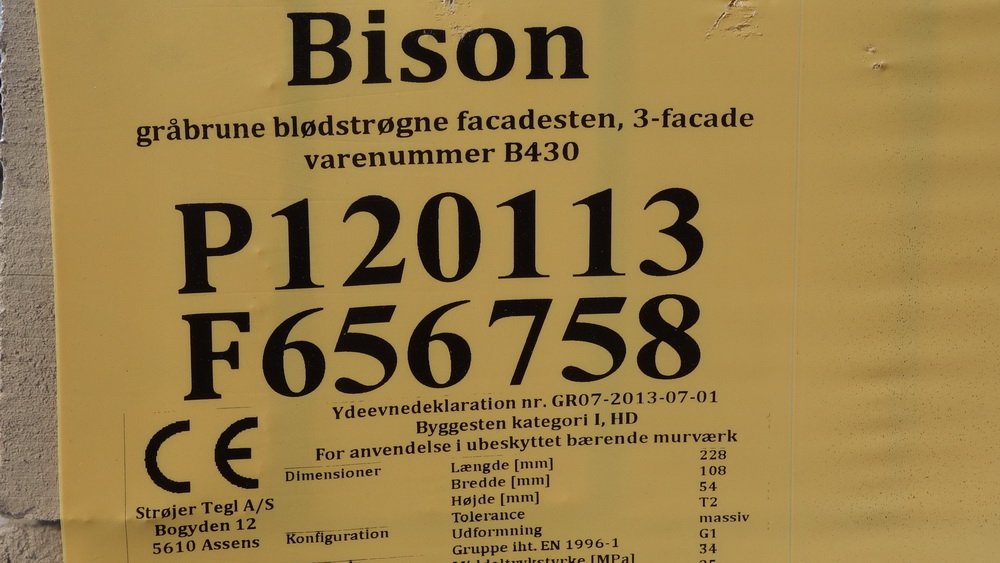 Bison
gråbrune blødstrøgne facadesten, 3-facade
varenummer B430
P120113
F656758
Ydeevnedeklaration nr. GR07-2013-07-01
Byggesten kategori I, HD
For anvendelse i ubeskyttet bærende murværk
CE
Strøjer Tegl A/S
Bogyden 12
5610 Assens
Dimensioner
Længde [mm] 228
Bredde [mm] 108
Højde [mm] 54
Tolerance T2
Konfiguration
Udformning massiv
Gruppe iht. EN 1996-1 G1
[MPa] 34